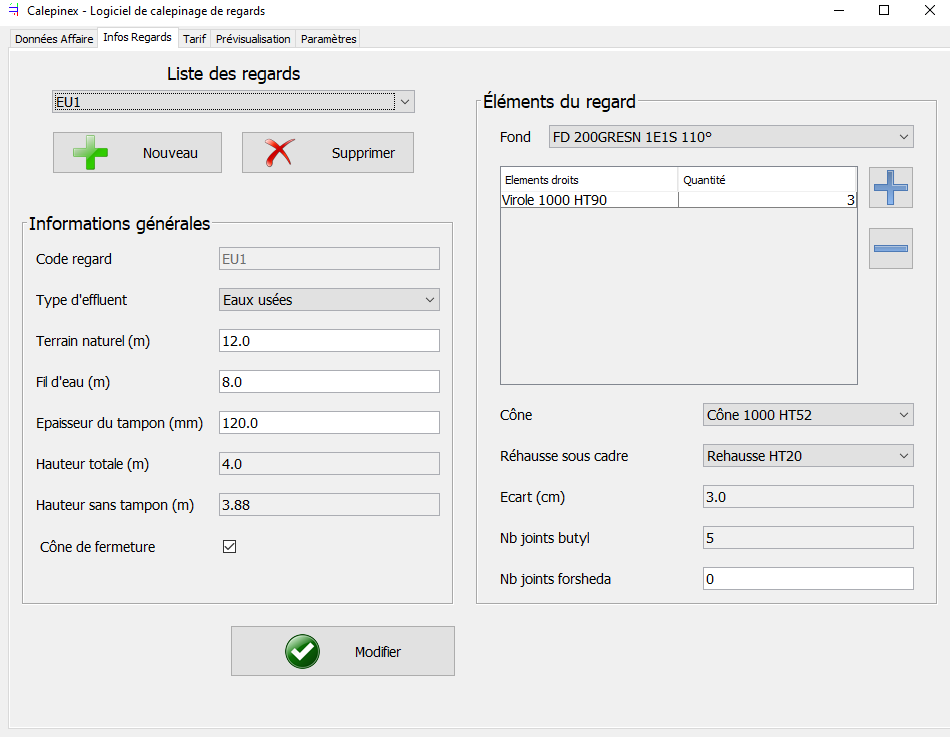 Calepinex - Logiciel de calepinage de regards
Données Affaire Infos Regards Tarif Prévisualisation Paramètres
Liste des regards
EU1
Nouveau Supprimer
Informations générales
Code regard EU1
Type d'effluent Eaux usées
Terrain naturel (m) 12.0
Fil d'eau (m) 8.0
Epaisseur du tampon (mm) 120.0
Hauteur totale (m) 4.0
Hauteur sans tampon (m) 3.88
Cône de fermeture
Modifier
Éléments du regard
Fond FD 200GRESN 1E1S 110°
Elements droits Quantité
Virole 1000 HT90 3
Cône Cône 1000 HT52
Réhausse sous cadre Rehausse HT20
Ecart (cm) 3.0
Nb joints butyl 5
Nb joints forsheda 0